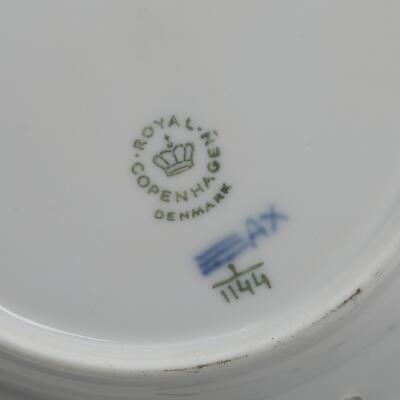 ROYAL COPENHAGEN
DENMARK
AX
1
1144